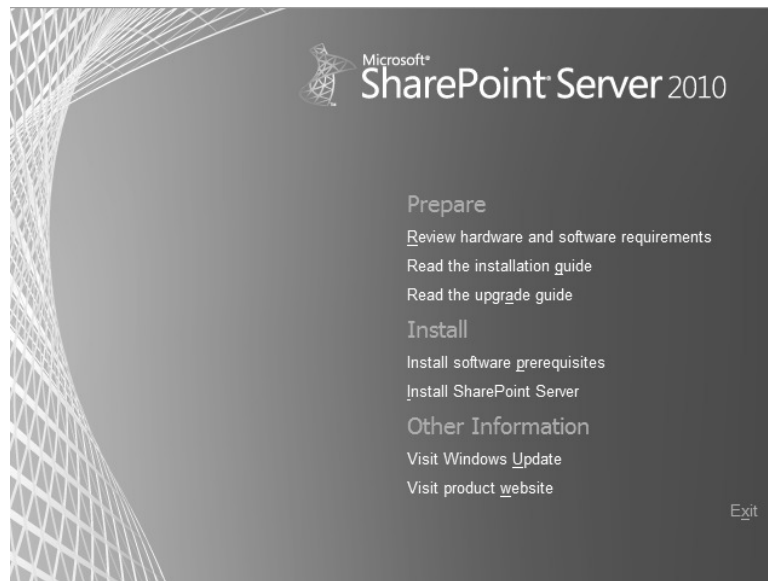 Microsoft®
SharePoint® Server 2010
Prepare
Review hardware and software requirements
Read the installation guide
Read the upgrade guide
Install
Install software prerequisites
Install SharePoint Server
Other Information
Visit Windows Update
Visit product website
Exit